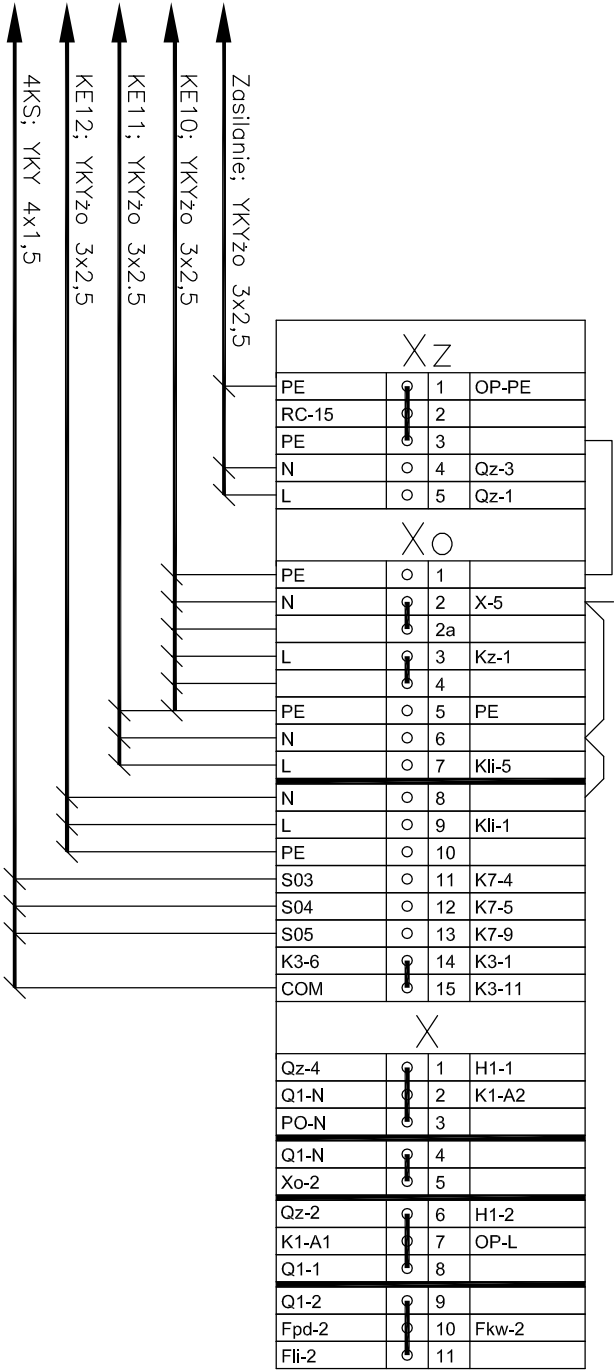 Zasilanie; YKYżo 3x2,5
KE10; YKYżo 3x2,5
KE11; YKYżo 3x2.5
KE12; YKYżo 3x2,5
4KS; YKY 4x1,5
Xz
PE 1 OP-PE
RC-15 2
PE 3
N 4 Qz-3
L 5 Qz-1
Xo
PE 1
N 2 X-5
2a
L 3 Kz-1
4
PE 5 PE
N 6
L 7 Kli-5
N 8
L 9 Kli-1
PE 10
S03 11 K7-4
S04 12 K7-5
S05 13 K7-9
K3-6 14 K3-1
COM 15 K3-11
X
Qz-4 1 H1-1
Q1-N 2 K1-A2
PO-N 3
Q1-N 4
Xo-2 5
Qz-2 6 H1-2
K1-A1 7 OP-L
Q1-1 8
Q1-2 9
Fpd-2 10 Fkw-2
Fli-2 11